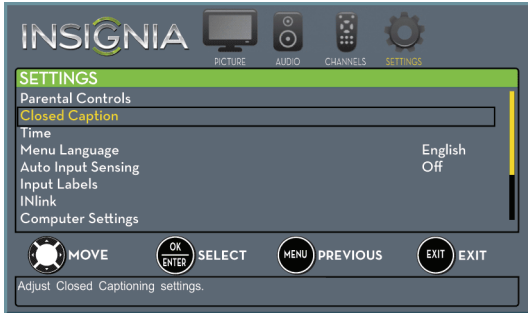 INSIGNIA
PICTURE AUDIO CHANNELS SETTINGS
SETTINGS
Parental Controls
Closed Caption
Time
Menu Language English
Auto Input Sensing Off
Input Labels
INlink
Computer Settings
MOVE OK ENTER SELECT MENU PREVIOUS EXIT EXIT
Adjust Closed Captioning settings.